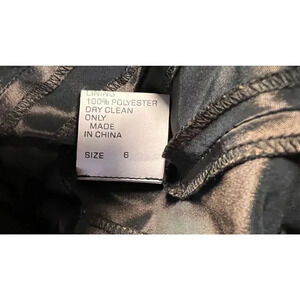 LINING
100% POLYESTER
DRY CLEAN
ONLY
MADE
IN CHINA
SIZE 6